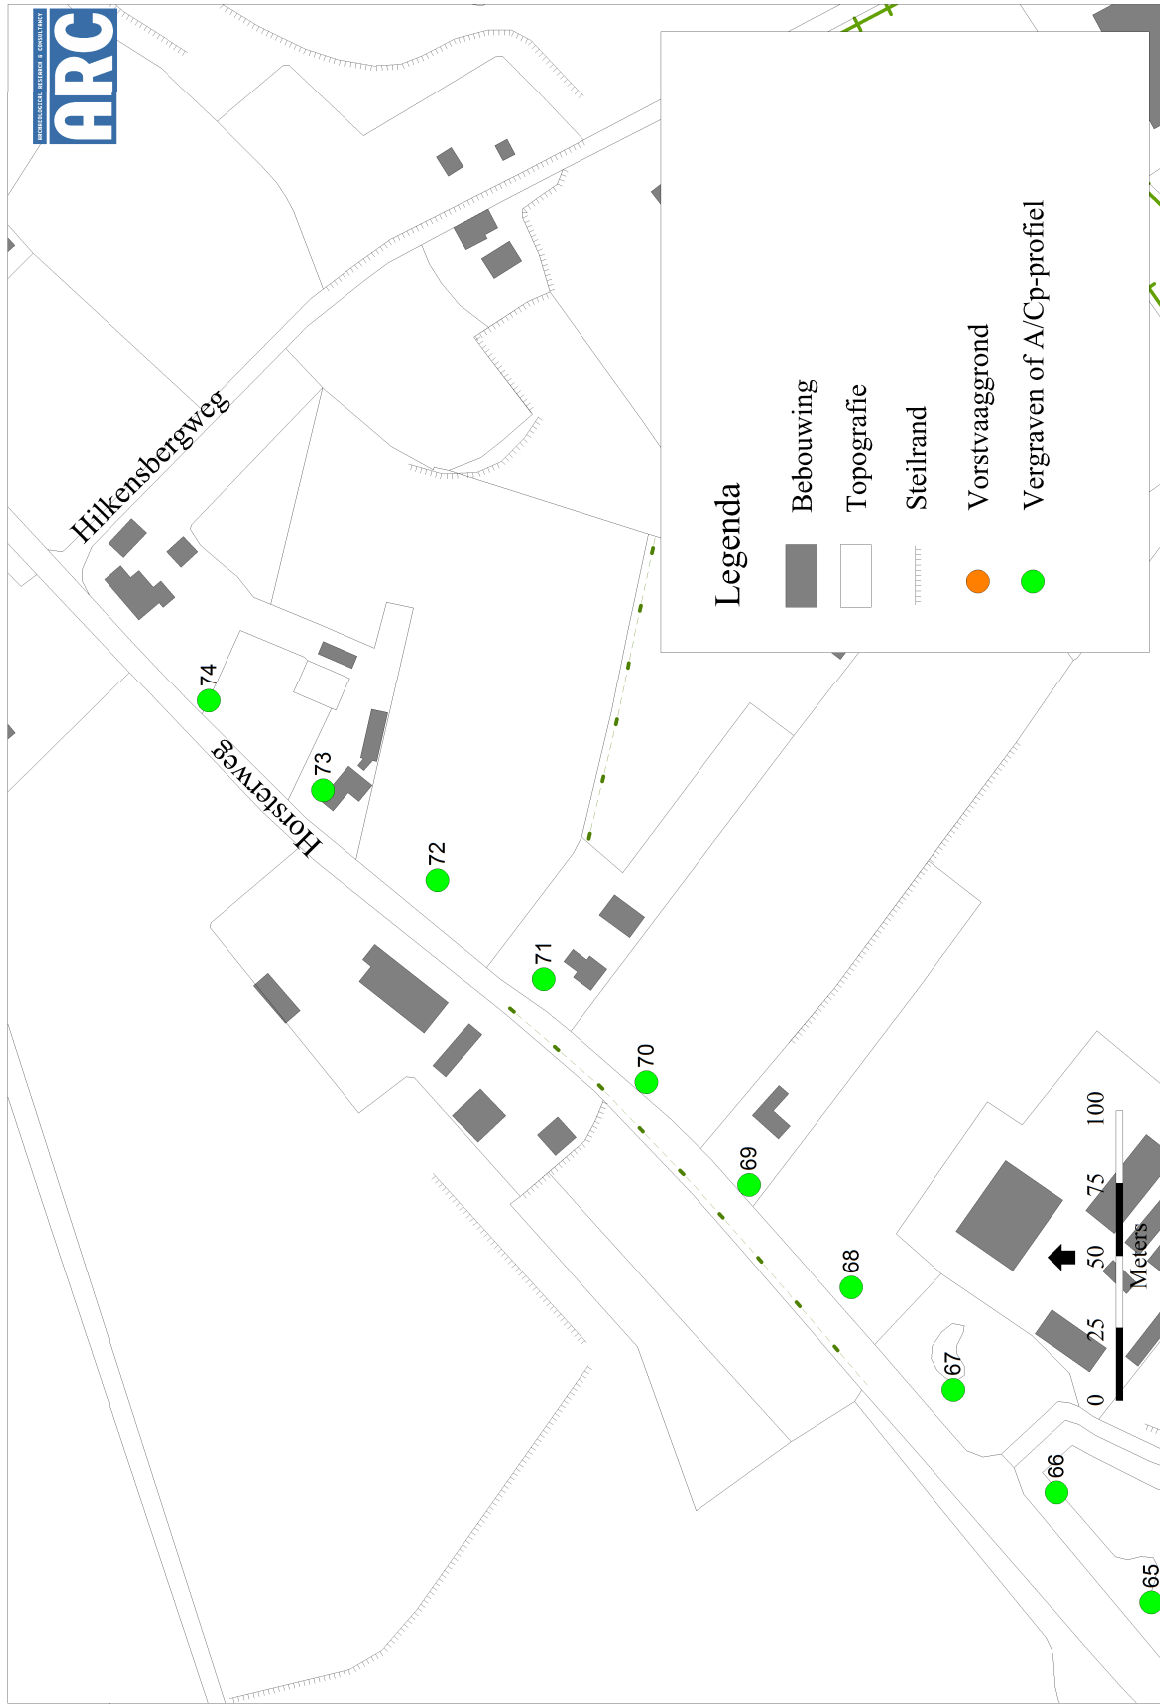 ARCHAEOLOGICAL RESEARCH & CONSULTANCY
ARC
Hilkensbergweg
Horsterweg
74
73
72
71
70
69
68
67
66
65
Legenda
Bebouwing
Topografie
Steilrand
Vorstvaaggrond
Vergraven of A/Cp-profiel
0 25 50 75 100
Meters